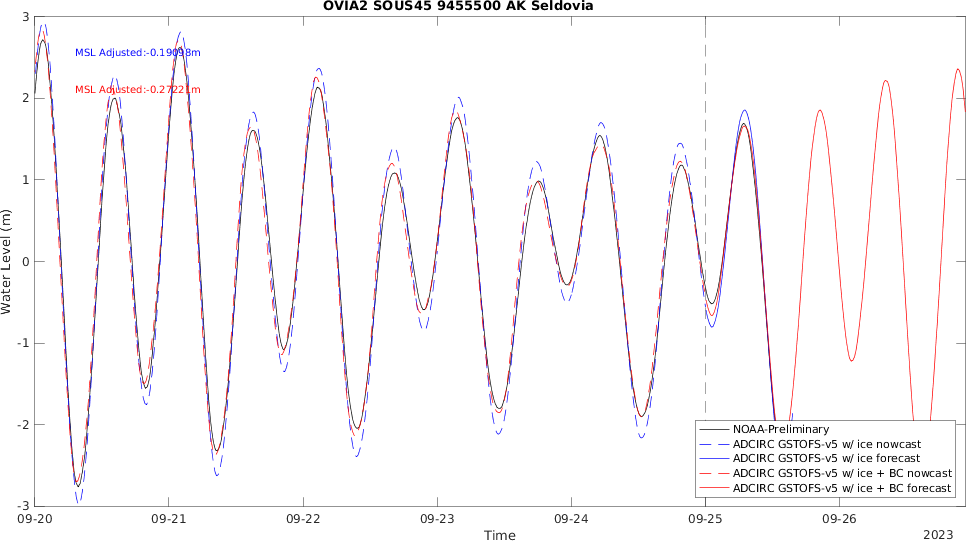 OVIA2 SOUS45 9455500 AK Seldovia
MSL Adjusted:-0.19098m
MSL Adjusted:-0.27221m
Water Level (m)
3
2
1
0
-1
-2
-3
NOAA-Preliminary
ADCIRC GSTOFS-v5 w/ ice nowcast
ADCIRC GSTOFS-v5 w/ ice forecast
ADCIRC GSTOFS-v5 w/ ice + BC nowcast
ADCIRC GSTOFS-v5 w/ ice + BC forecast
09-20 09-21 09-22 09-23 09-24 09-25 09-26
Time
2023